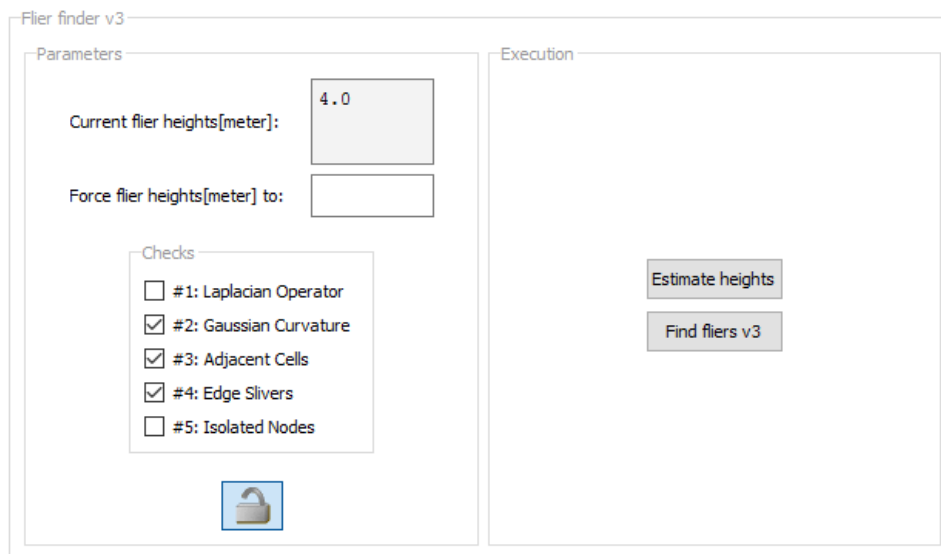 Flier finder v3
Parameters
Current flier heights[meter]:
4.0
Force flier heights[meter] to:
Checks
#1: Laplacian Operator
#2: Gaussian Curvature
#3: Adjacent Cells
#4: Edge Slivers
#5: Isolated Nodes
Execution
Estimate heights
Find fliers v3